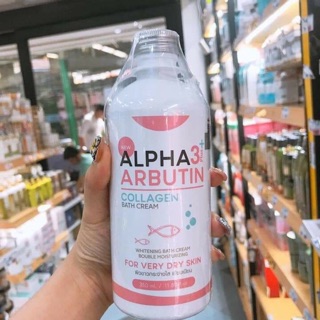 ALPHA 3+
ARBUTIN
COLLAGEN
BATH CREAM
WHITENING BATH CREAM
DOUBLE MOISTURIZING
FOR VERY DRY SKIN